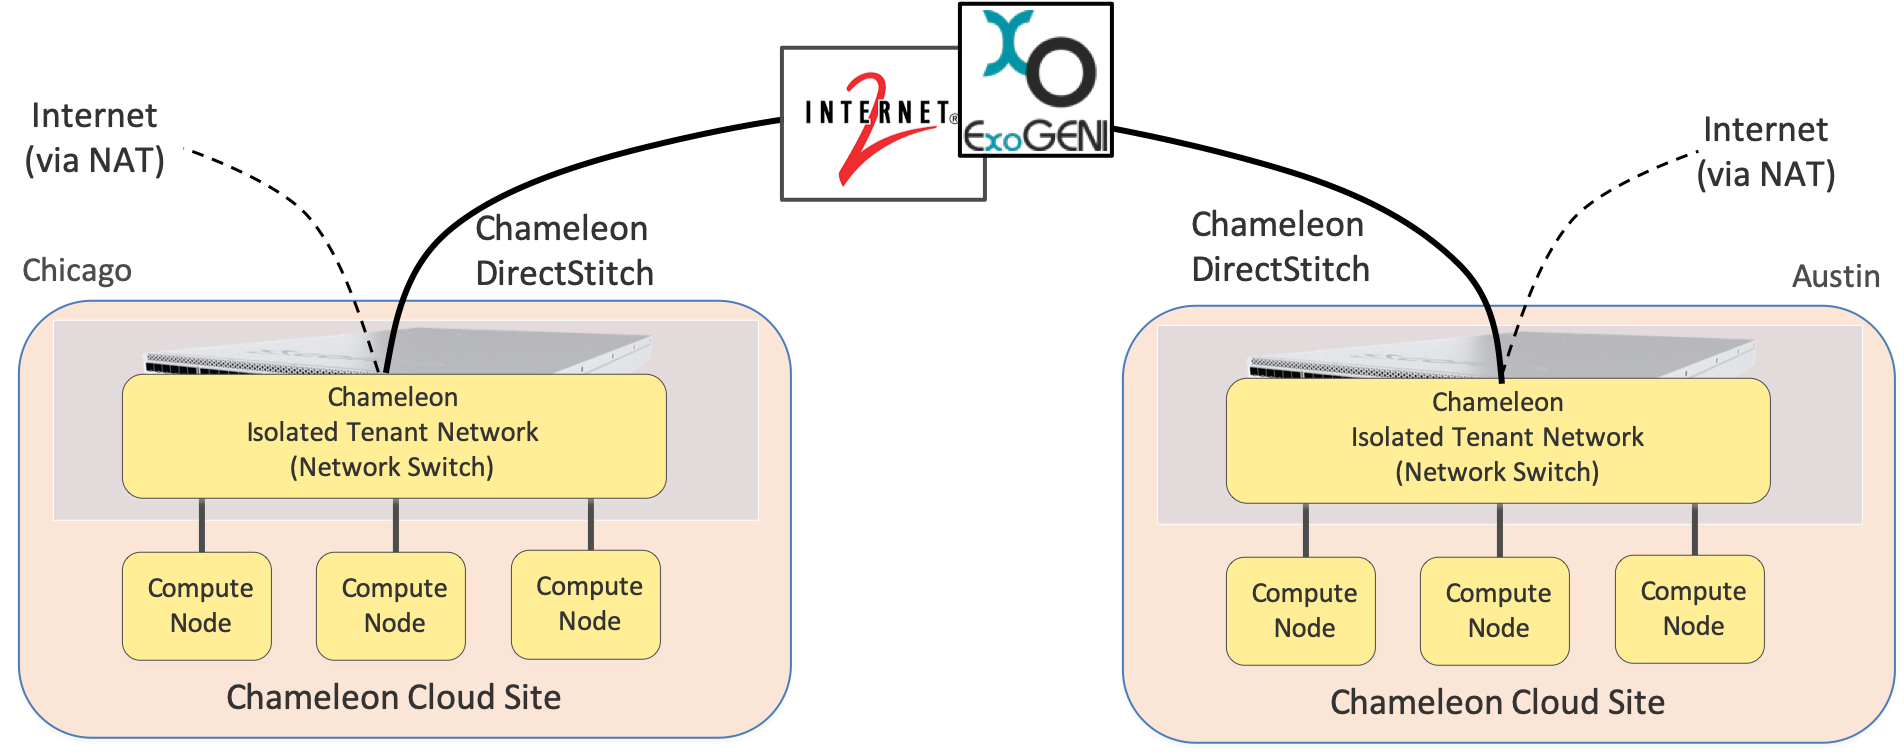 INTERNET®
2
XO
ExoGENI
Internet
(via NAT)
Chameleon
DirectStitch
Chicago
Chameleon
Isolated Tenant Network
(Network Switch)
Compute
Node
Compute
Node
Compute
Node
Chameleon Cloud Site
Internet
(via NAT)
Chameleon
DirectStitch
Austin
Chameleon
Isolated Tenant Network
(Network Switch)
Compute
Node
Compute
Node
Compute
Node
Chameleon Cloud Site